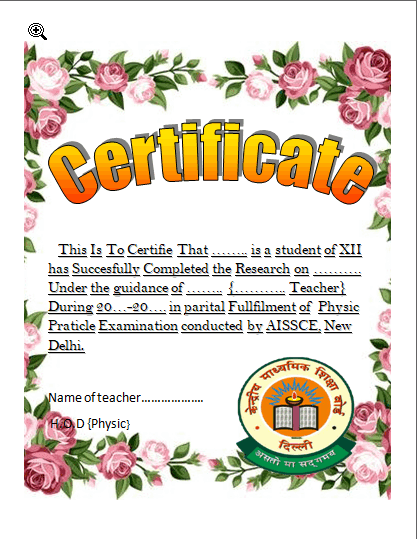 Certificate
This Is To Certifie That …….. is a student of XII
has Succesfully Completed the Research on ……….
Under the guidance of ……. {………. Teacher}
During 20…-20…. in parital Fullfilment of Physic
Praticle Examination conducted by AISSCE, New
Delhi.
केन्द्रीय माध्यमिक शिक्षा बोर्ड
Name of teacher……………….
H.O.D {Physic}
दिल्ली
असतो मा सद् गमय